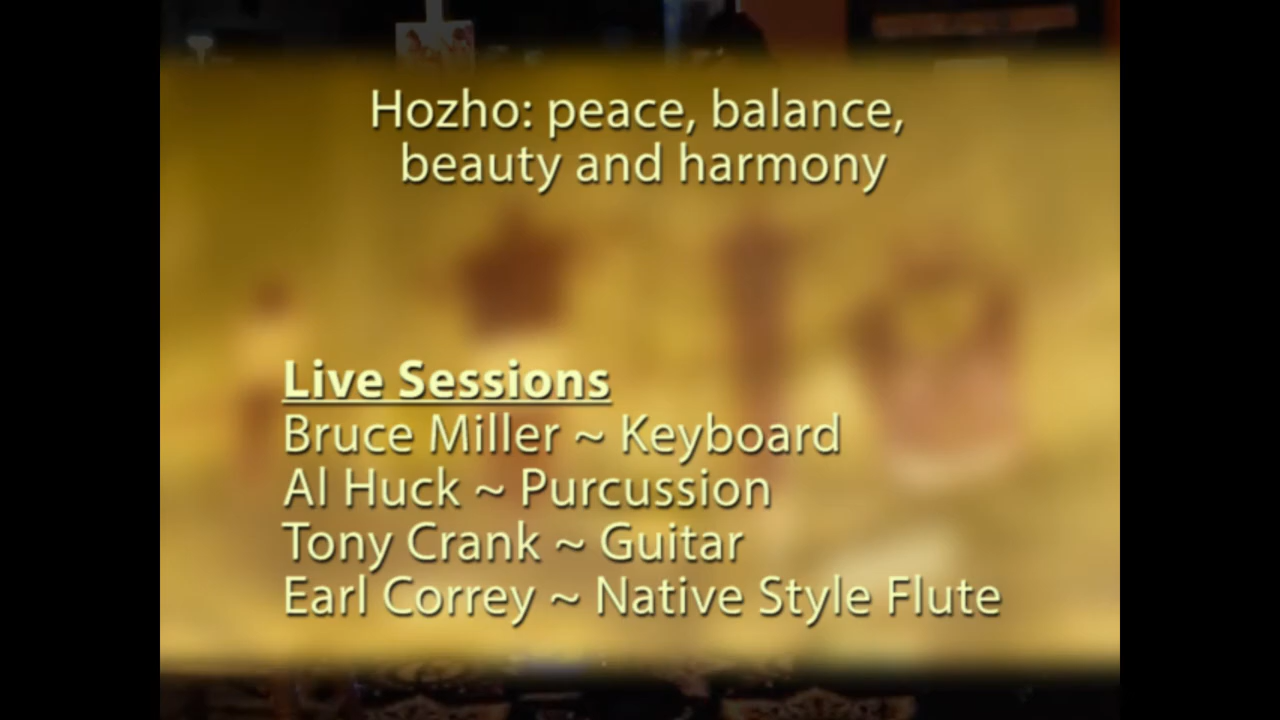 Hozho: peace, balance,
beauty and harmony
Live Sessions
Bruce Miller ~ Keyboard
Al Huck ~ Purcussion
Tony Crank ~ Guitar
Earl Correy ~ Native Style Flute